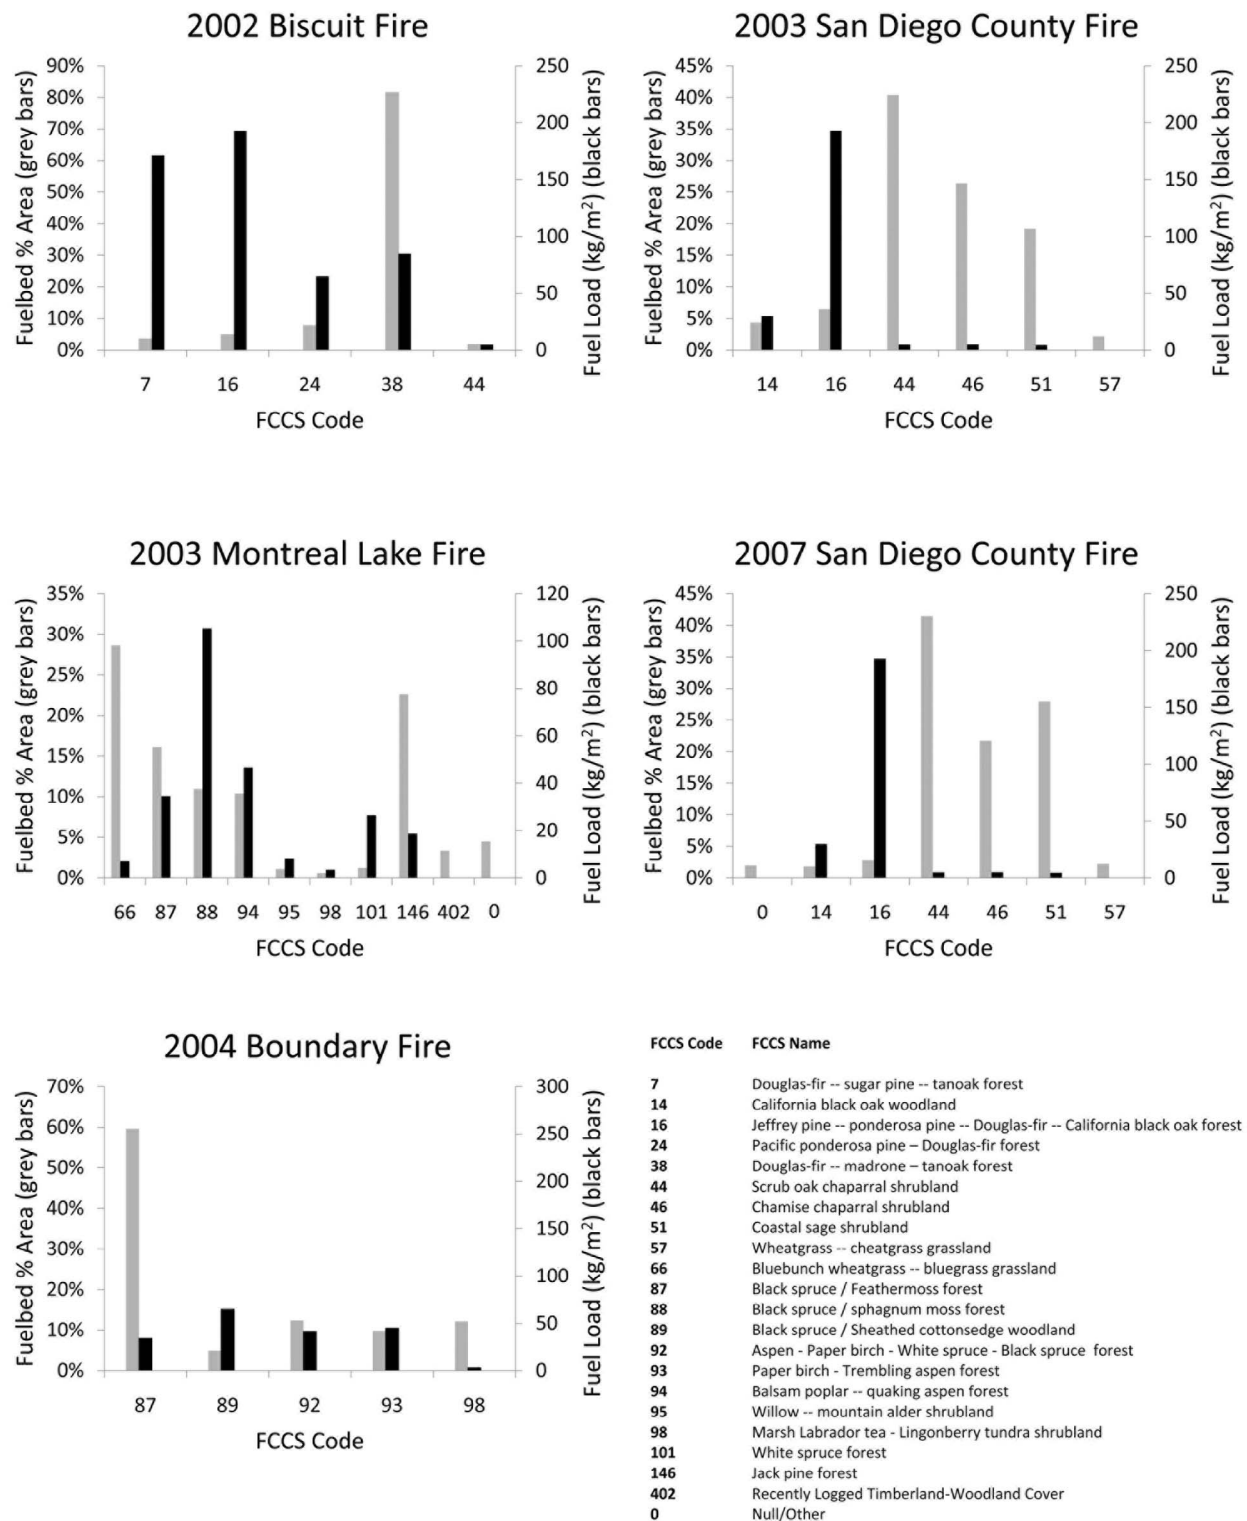 2002 Biscuit Fire
Fuelbed % Area (grey bars)
90%
80%
70%
60%
50%
40%
30%
20%
10%
0%
250
200
150
100
50
0
Fuel Load (kg/m²) (black bars)
7 16 24 38 44
FCCS Code
2003 San Diego County Fire
Fuelbed % Area (grey bars)
45%
40%
35%
30%
25%
20%
15%
10%
5%
0%
250
200
150
100
50
0
Fuel Load (kg/m²) (black bars)
14 16 44 46 51 57
FCCS Code
2003 Montreal Lake Fire
Fuelbed % Area (grey bars)
35%
30%
25%
20%
15%
10%
5%
0%
120
100
80
60
40
20
0
Fuel Load (kg/m²) (black bars)
66 87 88 94 95 98 101 146 402 0
FCCS Code
2007 San Diego County Fire
Fuelbed % Area (grey bars)
45%
40%
35%
30%
25%
20%
15%
10%
5%
0%
250
200
150
100
50
0
Fuel Load (kg/m²) (black bars)
0 14 16 44 46 51 57
FCCS Code
2004 Boundary Fire
Fuelbed % Area (grey bars)
70%
60%
50%
40%
30%
20%
10%
0%
300
250
200
150
100
50
0
Fuel Load (kg/m²) (black bars)
87 89 92 93 98
FCCS Code
FCCS Code FCCS Name
7 Douglas-fir -- sugar pine -- tanoak forest
14 California black oak woodland
16 Jeffrey pine -- ponderosa pine -- Douglas-fir -- California black oak forest
24 Pacific ponderosa pine – Douglas-fir forest
38 Douglas-fir -- madrone – tanoak forest
44 Scrub oak chaparral shrubland
46 Chamise chaparral shrubland
51 Coastal sage shrubland
57 Wheatgrass -- cheatgrass grassland
66 Bluebunch wheatgrass -- bluegrass grassland
87 Black spruce / Feathermoss forest
88 Black spruce / sphagnum moss forest
89 Black spruce / Sheathed cottonsedge woodland
92 Aspen - Paper birch - White spruce - Black spruce forest
93 Paper birch - Trembling aspen forest
94 Balsam poplar -- quaking aspen forest
95 Willow -- mountain alder shrubland
98 Marsh Labrador tea - Lingonberry tundra shrubland
101 White spruce forest
146 Jack pine forest
402 Recently Logged Timberland-Woodland Cover
0 Null/Other